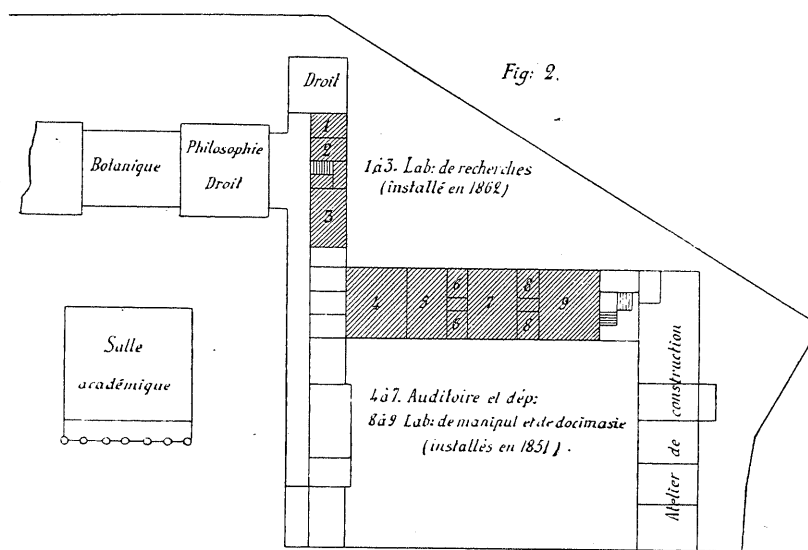 Fig: 2.
Droit
1
2
3
Botanique
Philosophie
Droit
1à3. Lab: de recherches
(installé en 1862)
4
5
6
6
7
8
8
9
Salle
académique
4à7. Auditoire et dép:
8à9 Lab: de manipul et de docimasie
(installés en 1851).
Atelier de construction